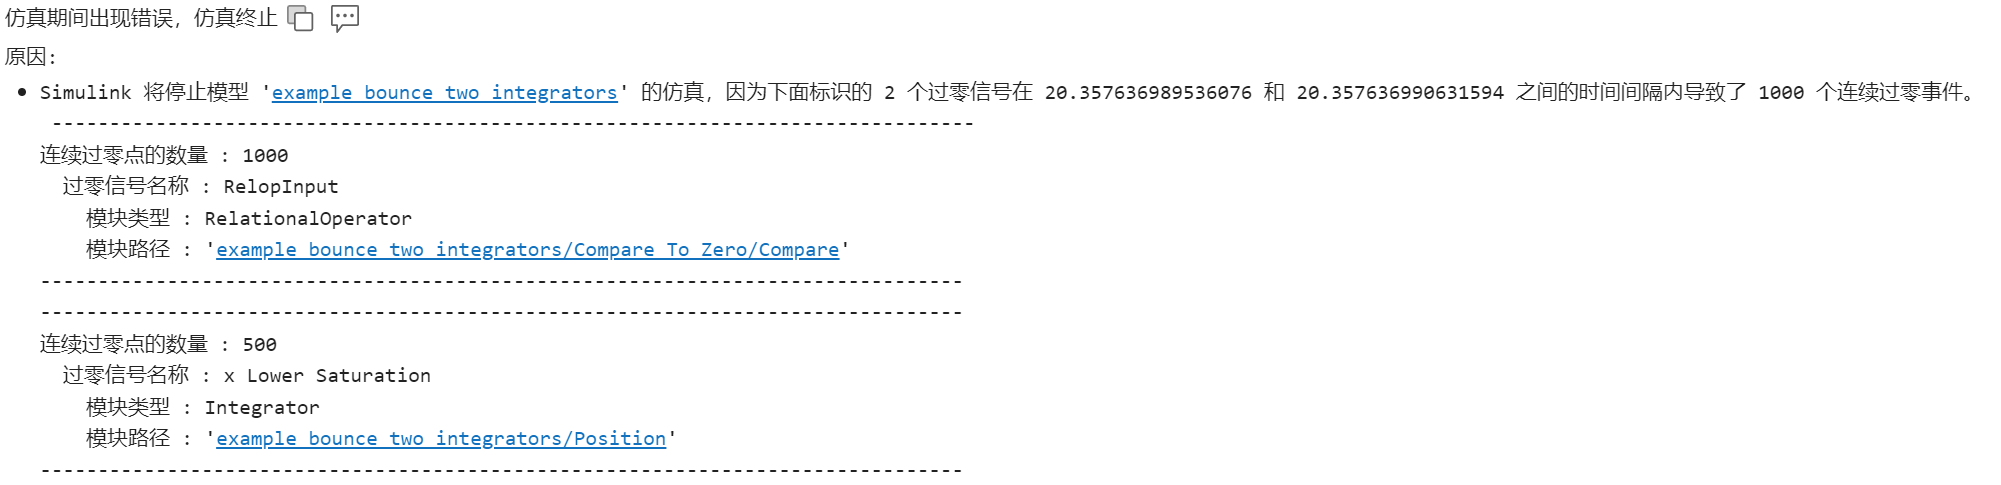 仿真期间出现错误，仿真终止
原因：
• Simulink 将停止模型 'example_bounce_two_integrators' 的仿真，因为下面标识的 2 个过零信号在 20.357636989536076 和 20.357636990631594 之间的时间间隔内导致了 1000 个连续过零事件。
--------------------------------------------------------------------------------
连续过零点的数量 : 1000
过零信号名称 : RelopInput
模块类型 : RelationalOperator
模块路径 : 'example_bounce_two_integrators/Compare To Zero/Compare'
--------------------------------------------------------------------------------
--------------------------------------------------------------------------------
连续过零点的数量 : 500
过零信号名称 : x Lower Saturation
模块类型 : Integrator
模块路径 : 'example_bounce_two_integrators/Position'
--------------------------------------------------------------------------------